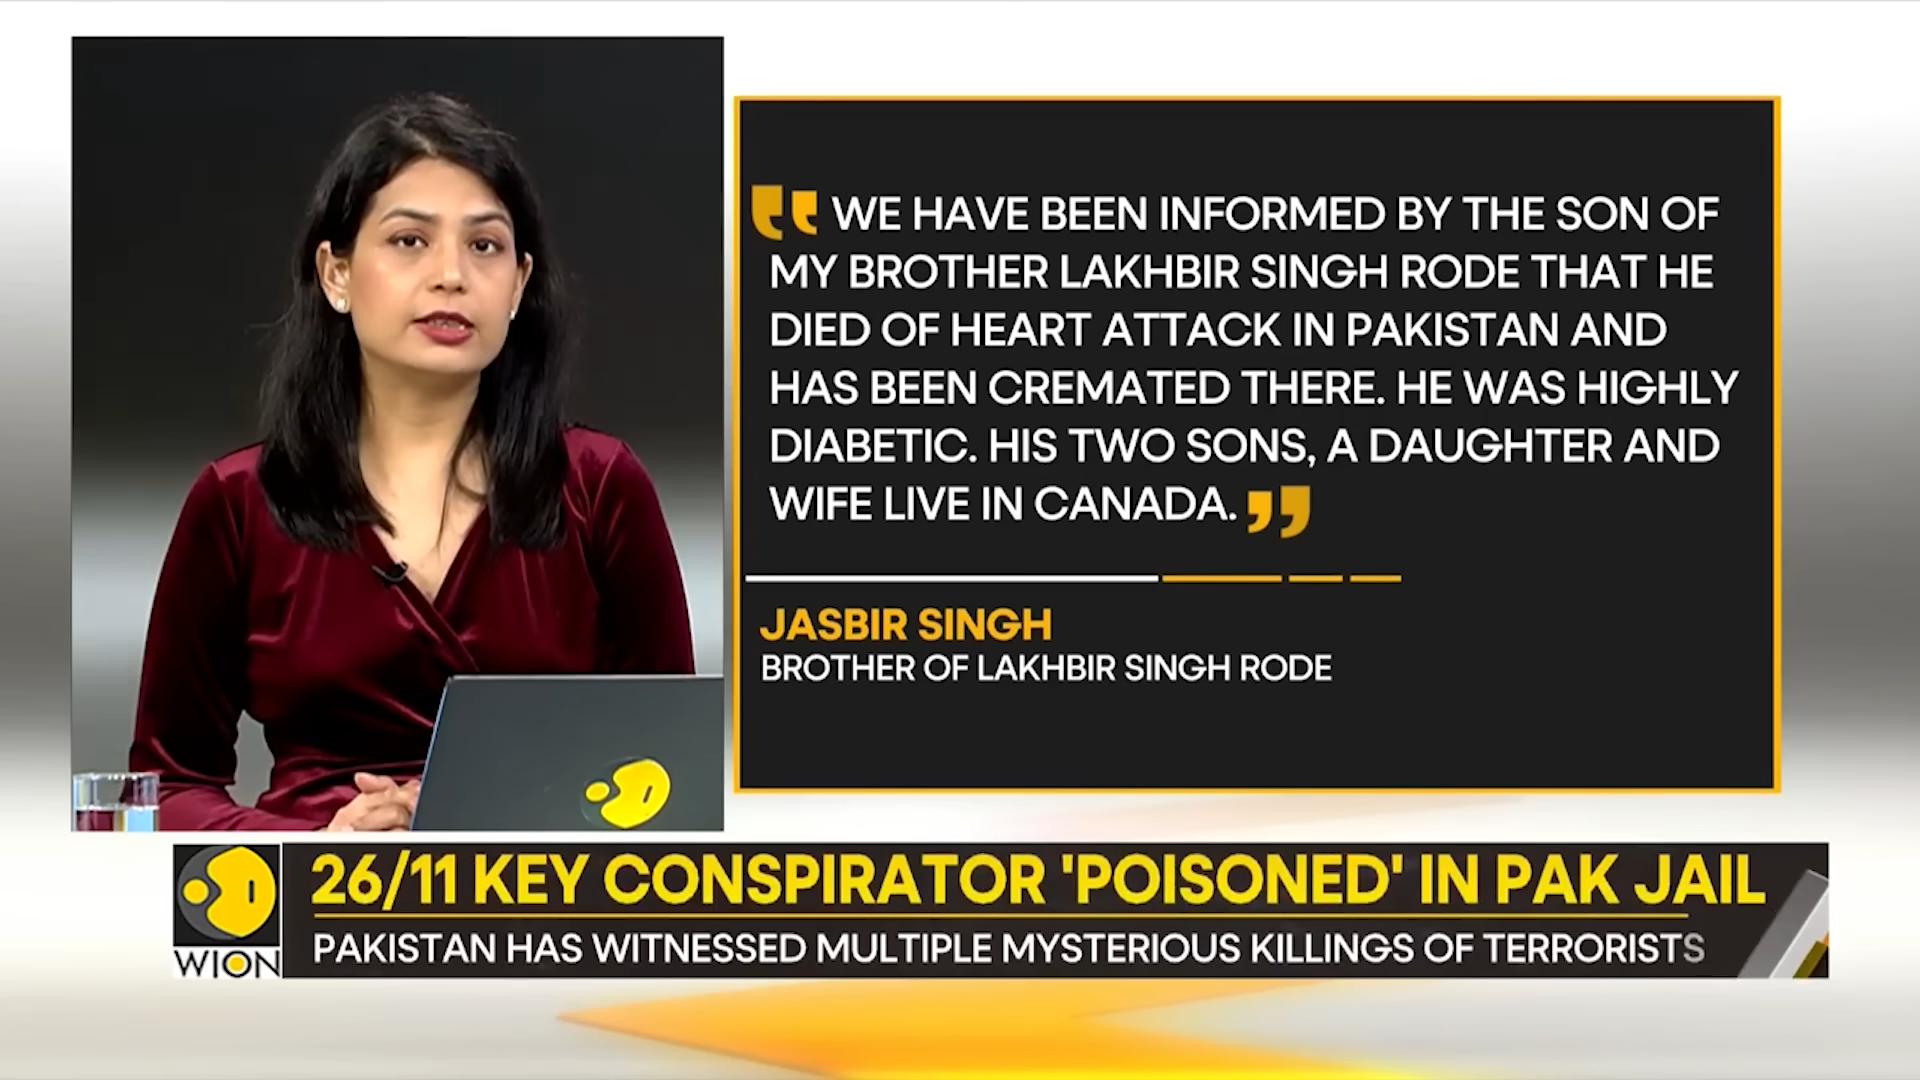 WE HAVE BEEN INFORMED BY THE SON OF
MY BROTHER LAKHBIR SINGH RODE THAT HE
DIED OF HEART ATTACK IN PAKISTAN AND
HAS BEEN CREMATED THERE. HE WAS HIGHLY
DIABETIC. HIS TWO SONS, A DAUGHTER AND
WIFE LIVE IN CANADA.
JASBIR SINGH
BROTHER OF LAKHBIR SINGH RODE
26/11 KEY CONSPIRATOR 'POISONED' IN PAK JAIL
PAKISTAN HAS WITNESSED MULTIPLE MYSTERIOUS KILLINGS OF TERRORISTS
WION